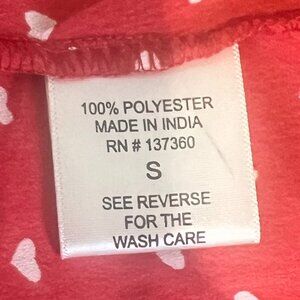 100% POLYESTER
MADE IN INDIA
RN # 137360
S
SEE REVERSE
FOR THE
WASH CARE